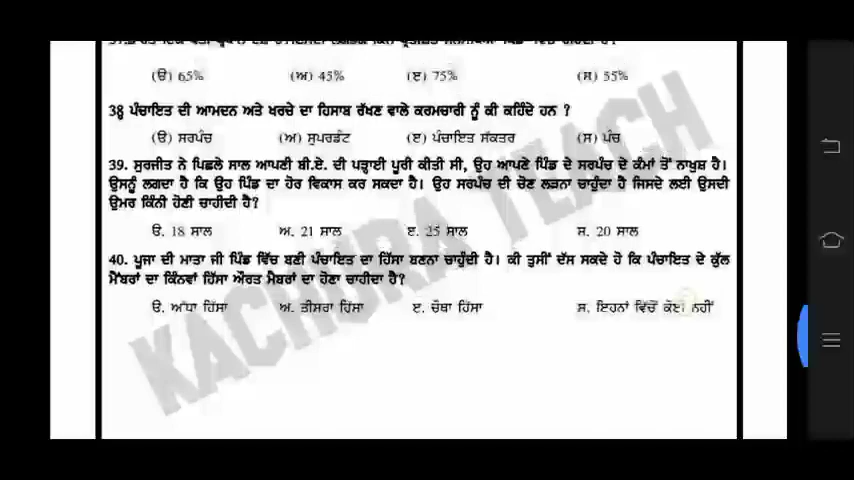 (ੳ) 65% (ਅ) 45% (ੲ) 75% (ਸ) 55%
38 ਪੰਚਾਇਤ ਦੀ ਆਮਦਨ ਅਤੇ ਖਰਚੇ ਦਾ ਹਿਸਾਬ ਰੱਖਣ ਵਾਲੇ ਕਰਮਚਾਰੀ ਨੂੰ ਕੀ ਕਹਿੰਦੇ ਹਨ ?
(ੳ) ਸਰਪੰਚ (ਅ) ਸੁਪਰਡੰਟ (ੲ) ਪੰਚਾਇਤ ਸੱਕਤਰ (ਸ) ਪੰਚ
39. ਸੁਰਜੀਤ ਨੇ ਪਿਛਲੇ ਸਾਲ ਆਪਣੀ ਬੀ.ਏ. ਦੀ ਪੜ੍ਹਾਈ ਪੂਰੀ ਕੀਤੀ ਸੀ, ਉਹ ਆਪਣੇ ਪਿੰਡ ਦੇ ਸਰਪੰਚ ਦੇ ਕੰਮਾਂ ਤੋਂ ਨਾਖੁਸ਼ ਹੈ।
ਉਸਨੂੰ ਲਗਦਾ ਹੈ ਕਿ ਉਹ ਪਿੰਡ ਦਾ ਹੋਰ ਵਿਕਾਸ ਕਰ ਸਕਦਾ ਹੈ। ਉਹ ਸਰਪੰਚ ਦੀ ਚੋਣ ਲੜਨਾ ਚਾਹੁੰਦਾ ਹੈ ਜਿਸਦੇ ਲਈ ਉਸਦੀ
ਉਮਰ ਕਿੰਨੀ ਹੋਣੀ ਚਾਹੀਦੀ ਹੈ?
ੳ. 18 ਸਾਲ ਅ. 21 ਸਾਲ ੲ. 25 ਸਾਲ ਸ. 20 ਸਾਲ
40. ਪੂਜਾ ਦੀ ਮਾਤਾ ਜੀ ਪਿੰਡ ਵਿੱਚ ਬਣੀ ਪੰਚਾਇਤ ਦਾ ਹਿੱਸਾ ਬਣਨਾ ਚਾਹੁੰਦੀ ਹੈ। ਕੀ ਤੁਸੀਂ ਦੱਸ ਸਕਦੇ ਹੋ ਕਿ ਪੰਚਾਇਤ ਦੇ ਕੁੱਲ
ਮੈਂਬਰਾਂ ਦਾ ਕਿੰਨਵਾਂ ਹਿੱਸਾ ਔਰਤ ਮੈਬਰਾਂ ਦਾ ਹੋਣਾ ਚਾਹੀਦਾ ਹੈ?
ੳ. ਅੱਧਾ ਹਿੱਸਾ ਅ. ਤੀਸਰਾ ਹਿੱਸਾ ੲ. ਚੋਥਾ ਹਿੱਸਾ ਸ. ਇਹਨਾਂ ਵਿੱਚੋਂ ਕੋਈ ਨਹੀਂ
KACHURA TEACH